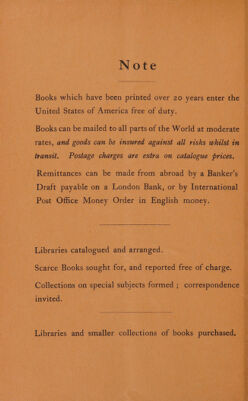 Note
Books which have been printed over 20 years enter the
United States of America free of duty.
Books can be mailed to all parts of the World at moderate
rates, and goods can be insured against all risks whilst in
transit. Postage charges are extra on catalogue prices.
Remittances can be made from abroad by a Banker's
Draft payable on a London Bank, or by International
Post Office Money Order in English money.
Libraries catalogued and arranged.
Scarce Books sought for, and reported free of charge.
Collections on special subjects formed ; correspondence
invited.
Libraries and smaller collections of books purchased.